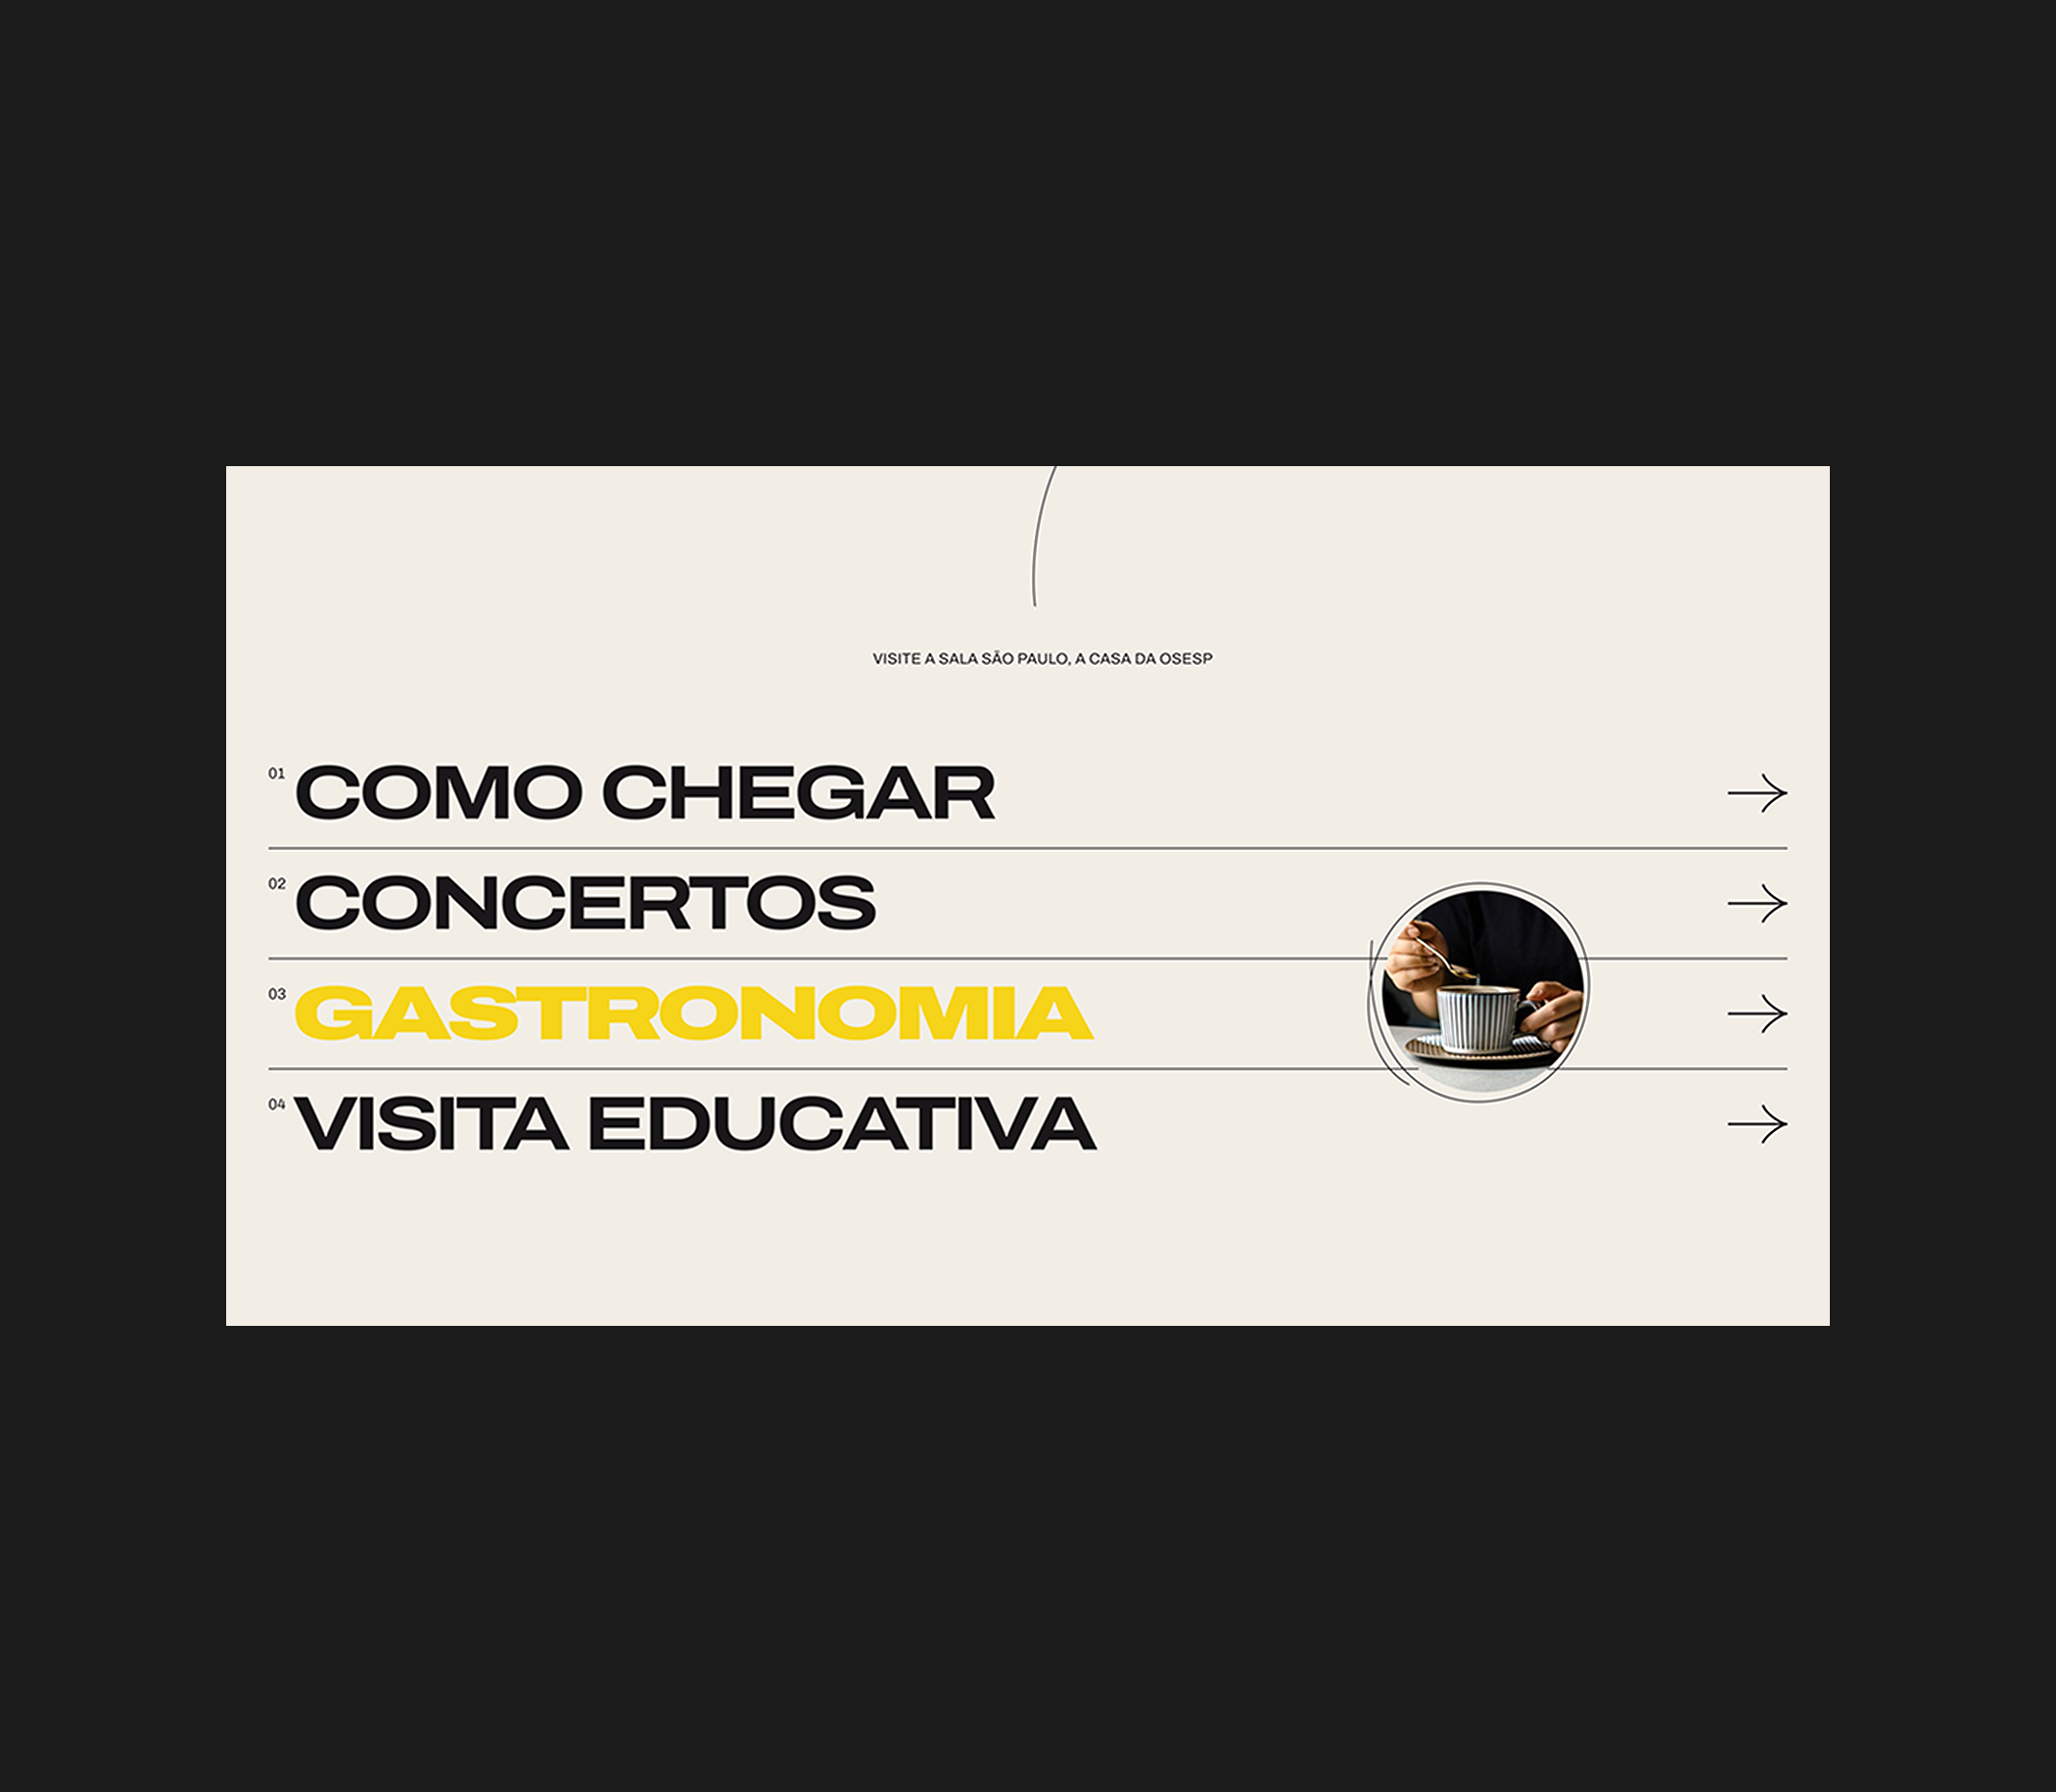 VISITE A SALA SÃO PAULO, A CASA DA OSESP
01 COMO CHEGAR
02 CONCERTOS
03 GASTRONOMIA
04 VISITA EDUCATIVA